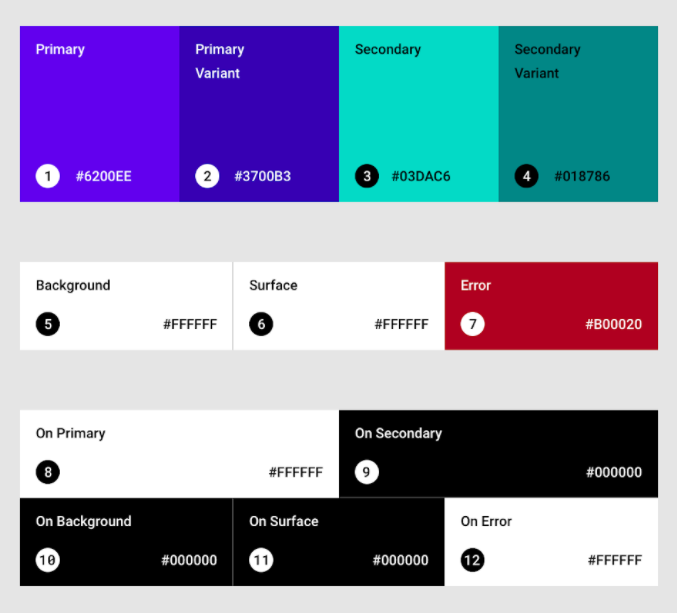 Primary
1 #6200EE
Primary
Variant
2 #3700B3
Secondary
3 #03DAC6
Secondary
Variant
4 #018786
Background
5 #FFFFFF
Surface
6 #FFFFFF
Error
7 #B00020
On Primary
8 #FFFFFF
On Secondary
9 #000000
On Background
10 #000000
On Surface
11 #000000
On Error
12 #FFFFFF